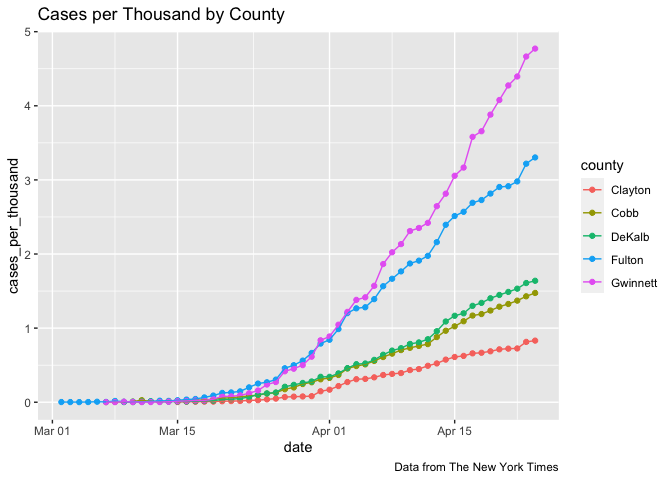 Cases per Thousand by County
5
4
3
2
1
0
cases_per_thousand
Mar 01
Mar 15
Apr 01
Apr 15
date
county
Clayton
Cobb
DeKalb
Fulton
Gwinnett
Data from The New York Times